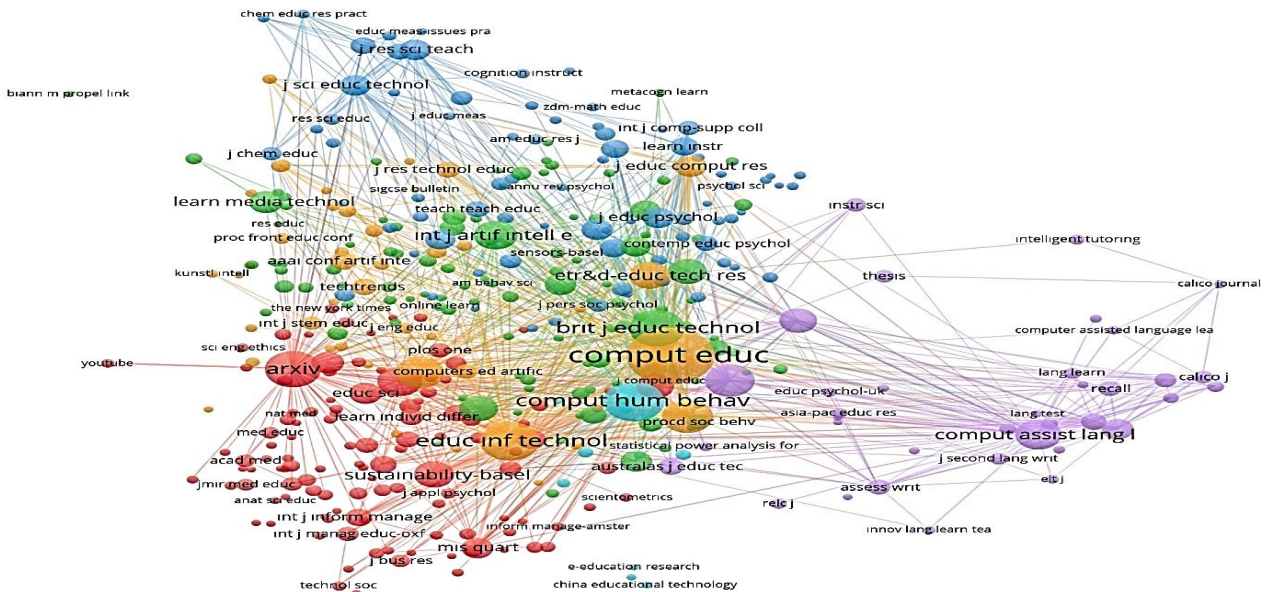 chem educ res pract
educ meas-issues pra
j res sci teach
cognition instruct
j sci educ technol
metacogn learn
biann m propel link
zdm-math educ
res sci educ
j educ meas
int j comp-supp coll
am educ res j
learn instr
j chem educ
j educ comput res
j res technol educ
annu rev psychol
psychol sci
sigcse bulletin
learn media technol
teach teach educ
instr sci
j educ psychol
res educ
int j artif intell e
proc front educ conf
contemp educ psychol
intelligent tutoring
sensors-basel
aaai conf artif inte
kunstl intell
etr&d-educ tech res
thesis
am behav sci
techtrends
calico journal
j pers soc psychol
online learn
the new york times
int j stem educ
j eng educ
brit j educ technol
computer assisted language lea
sci eng ethics
plos one
comput educ
youtube
arxiv
computers ed artific
lang learn
calico j
j comput educ
recall
educ sci
educ psychol-uk
comput hum behav
nat med
learn individ differ
asia-pac educ res
lang test
procd soc behv
med educ
comput assist lang l
educ inf technol
statistical power analysis for
j second lang writ
acad med
australas j educ tec
sustainability-basel
elt j
jmir med educ
assess writ
j appl psychol
anat sci educ
scientometrics
relc j
int j inform manage
inform manage-amster
innov lang learn tea
int j manag educ-oxf
mis quart
j bus res
e-education research
technol soc
china educational technology